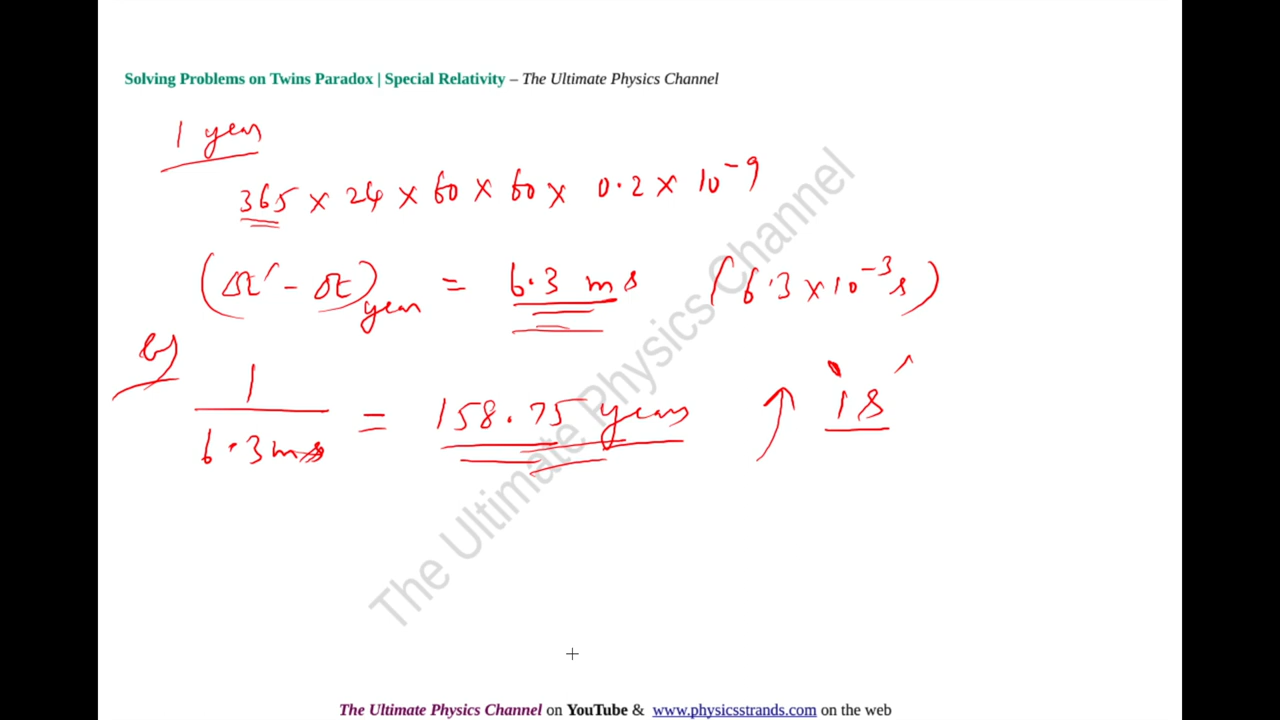 Solving Problems on Twins Paradox | Special Relativity – The Ultimate Physics Channel
1 year
365 × 24 × 60 × 60 × 0.2 × 10⁻⁹
(Δt' - Δt)year = 6.3 ms (6.3 × 10⁻³ s)
b)
1
6.3 ms = 158.75 years ↑ 1s
The Ultimate Physics Channel
The Ultimate Physics Channel on YouTube & www.physicsstrands.com on the web